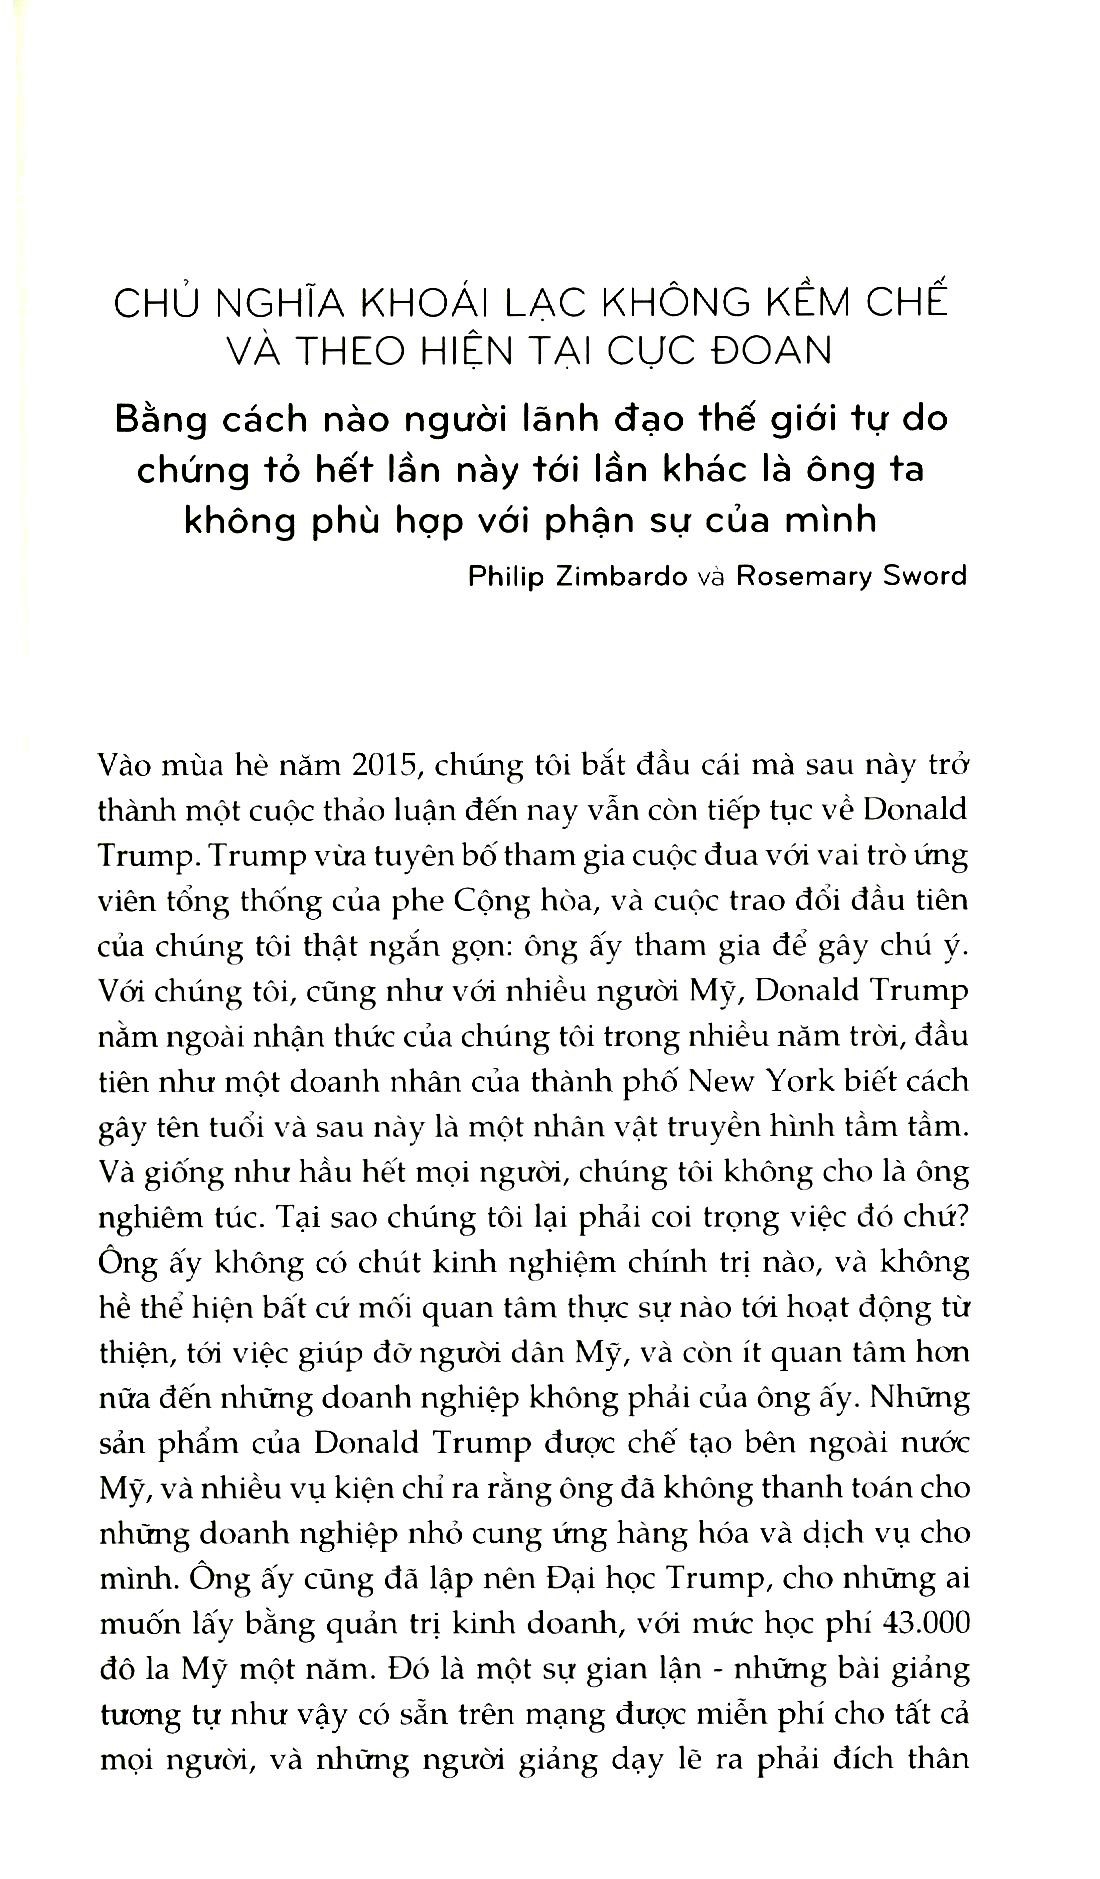 CHỦ NGHĨA KHOÁI LẠC KHÔNG KỀM CHẾ
VÀ THEO HIỆN TẠI CỰC ĐOAN
Bằng cách nào người lãnh đạo thế giới tự do
chứng tỏ hết lần này tới lần khác là ông ta
không phù hợp với phận sự của mình
Philip Zimbardo và Rosemary Sword
Vào mùa hè năm 2015, chúng tôi bắt đầu cái mà sau này trở
thành một cuộc thảo luận đến nay vẫn còn tiếp tục về Donald
Trump. Trump vừa tuyên bố tham gia cuộc đua với vai trò ứng
viên tổng thống của phe Cộng hòa, và cuộc trao đổi đầu tiên
của chúng tôi thật ngắn gọn: ông ấy tham gia để gây chú ý.
Với chúng tôi, cũng như với nhiều người Mỹ, Donald Trump
nằm ngoài nhận thức của chúng tôi trong nhiều năm trời, đầu
tiên như một doanh nhân của thành phố New York biết cách
gây tên tuổi và sau này là một nhân vật truyền hình tầm tầm.
Và giống như hầu hết mọi người, chúng tôi không cho là ông
nghiêm túc. Tại sao chúng tôi lại phải coi trọng việc đó chứ?
Ông ấy không có chút kinh nghiệm chính trị nào, và không
hề thể hiện bất cứ mối quan tâm thực sự nào tới hoạt động từ
thiện, tới việc giúp đỡ người dân Mỹ, và còn ít quan tâm hơn
nữa đến những doanh nghiệp không phải của ông ấy. Những
sản phẩm của Donald Trump được chế tạo bên ngoài nước
Mỹ, và nhiều vụ kiện chỉ ra rằng ông đã không thanh toán cho
những doanh nghiệp nhỏ cung ứng hàng hóa và dịch vụ cho
mình. Ông ấy cũng đã lập nên Đại học Trump, cho những ai
muốn lấy bằng quản trị kinh doanh, với mức học phí 43.000
đô la Mỹ một năm. Đó là một sự gian lận - những bài giảng
tương tự như vậy có sẵn trên mạng được miễn phí cho tất cả
mọi người, và những người giảng dạy lẽ ra phải đích thân